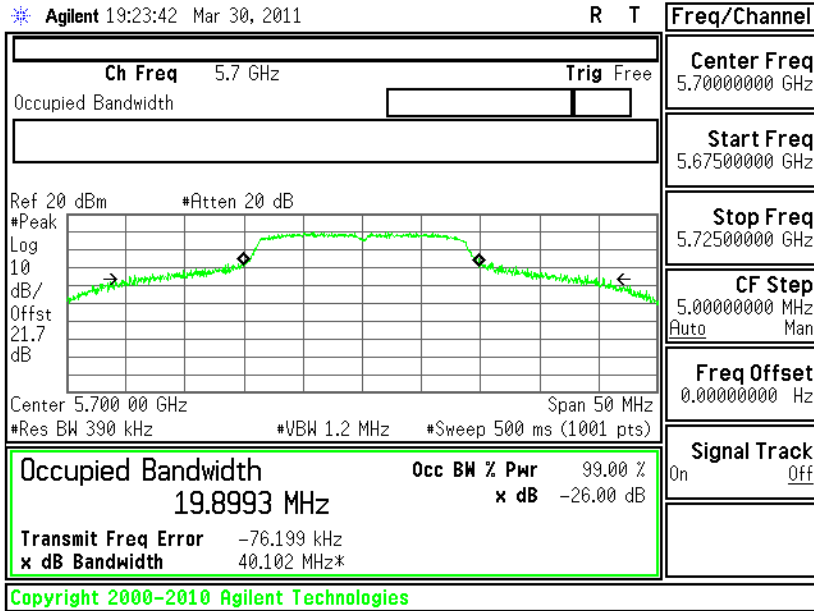 Agilent 19:23:42 Mar 30, 2011 R T Freq/Channel
Ch Freq 5.7 GHz Trig Free
Occupied Bandwidth
Center Freq
5.70000000 GHz
Start Freq
5.67500000 GHz
Stop Freq
5.72500000 GHz
CF Step
5.00000000 MHz
Auto Man
Freq Offset
0.00000000 Hz
Signal Track
On Off
Ref 20 dBm #Atten 20 dB
#Peak
Log
10
dB/
Offst
21.7
dB
Center 5.700 00 GHz Span 50 MHz
#Res BW 390 kHz #VBW 1.2 MHz #Sweep 500 ms (1001 pts)
Occupied Bandwidth Occ BW % Pwr 99.00 %
19.8993 MHz x dB -26.00 dB
Transmit Freq Error -76.199 kHz
x dB Bandwidth 40.102 MHz*
Copyright 2000-2010 Agilent Technologies